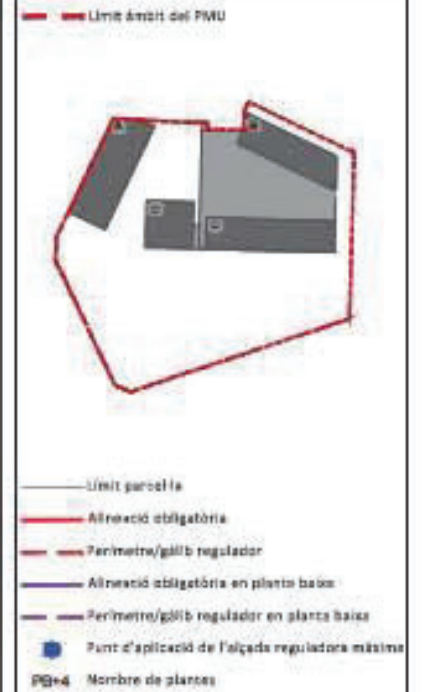 Límit àmbit del PMU
Límit parcel·la
Alineació obligatòria
Perímetre/gàlib regulador
Alineació obligatòria en planta baixa
Perímetre/gàlib regulador en planta baixa
Punt d'aplicació de l'alçada reguladora màxima
PB+4 Nombre de plantes